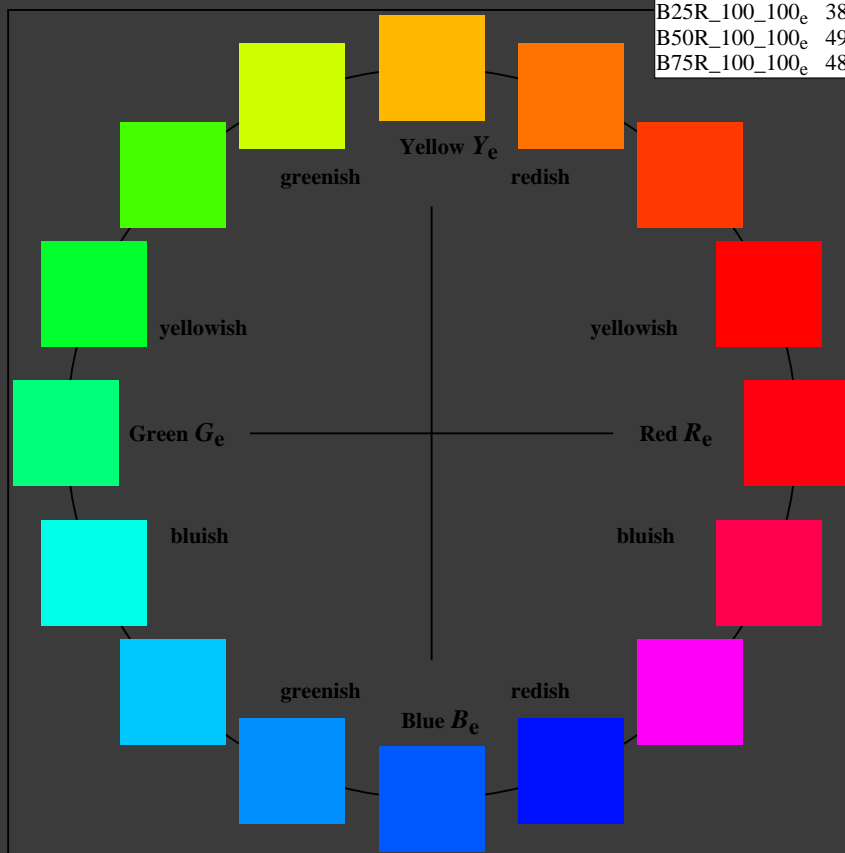 B25R_100_100e 38
B50R_100_100e 49
B75R_100_100e 48
Yellow Ye
greenish redish
yellowish yellowish
Green Ge Red Re
bluish bluish
greenish redish
Blue Be